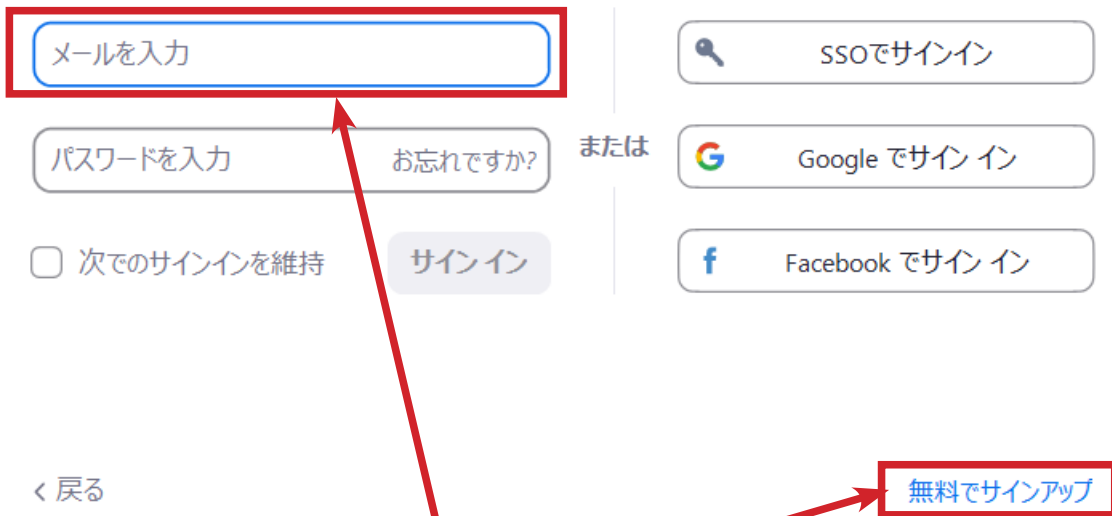 メールを入力
パスワードを入力 お忘れですか?
次でのサインインを維持 サイン イン
または
SSOでサインイン
Google でサイン イン
Facebook でサイン イン
戻る
無料でサインアップ